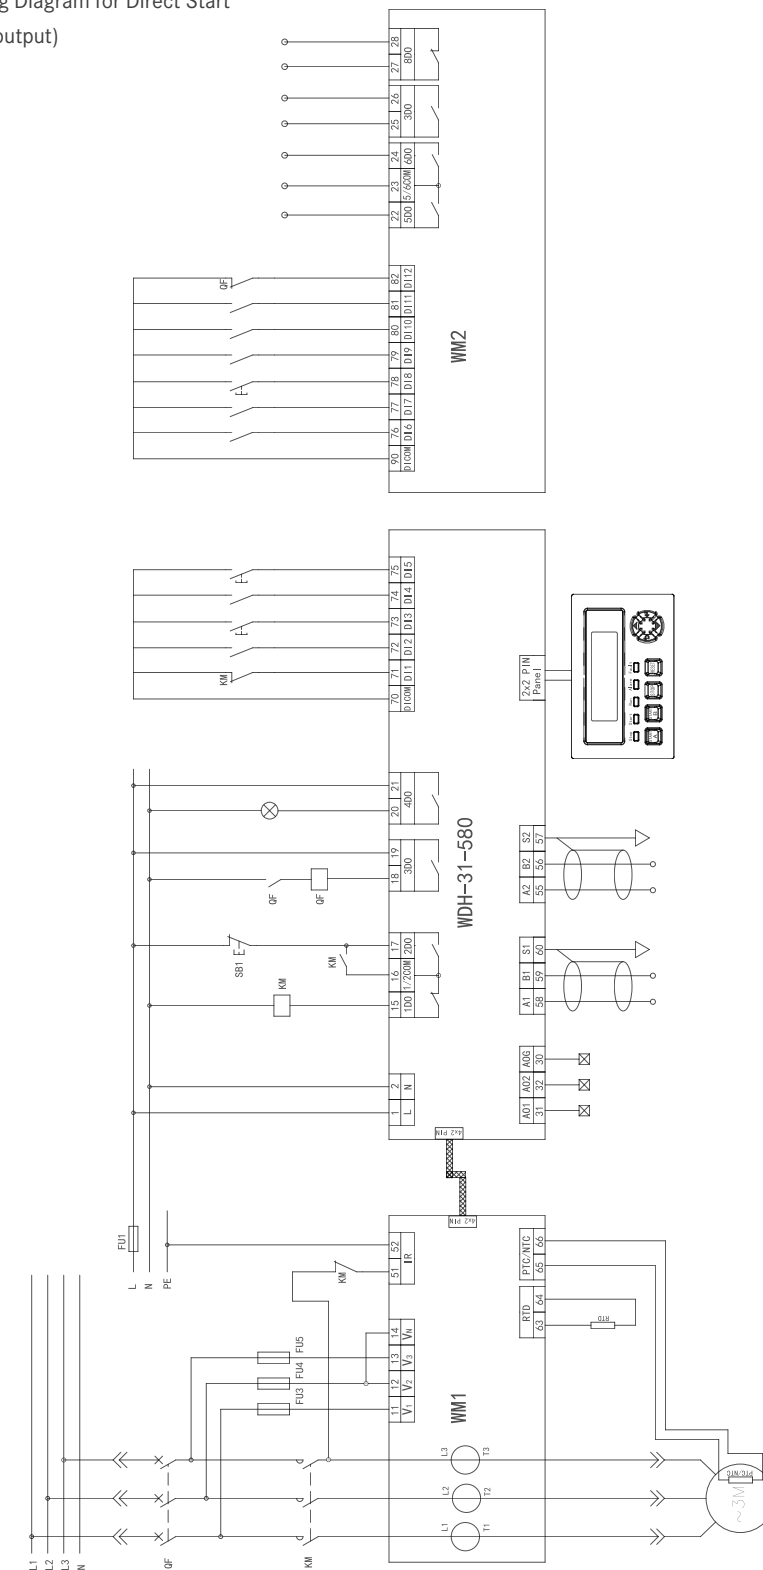 g Diagram for Direct Start
output)
28
27
8DO
26
25
3DO
24
23
22
6DO
5/6COM
5DO
QF
82
81
80
79
78
77
76
90
DI12
DI11
DI10
DI9
DI8
DI7
DI6
DICOM
WM2
75
74
73
72
71
70
DI5
DI4
DI3
DI2
DI1
DICOM
KM
2x2 PIN
Panel
21
20
4DO
19
18
3DO
QF
QF
17
16
15
2DO
1/2COM
1DO
SB1
KM
KM
WDH-31-580
S2
B2
A2
57
56
55
S1
B1
A1
60
59
58
AOG
AO2
AO1
30
32
31
2
1
N
L
4x2 PIN
4x2 PIN
FU1
L
N
PE
52
51
IR
KM
14
13
12
11
VN
V3
V2
V1
FU5
FU4
FU3
WM1
PTC/NTC
66
65
RTD
64
63
RTD
L3
L2
L1
T3
T2
T1
PTC/NTC
~3M
QF
KM
L1
L2
L3
N